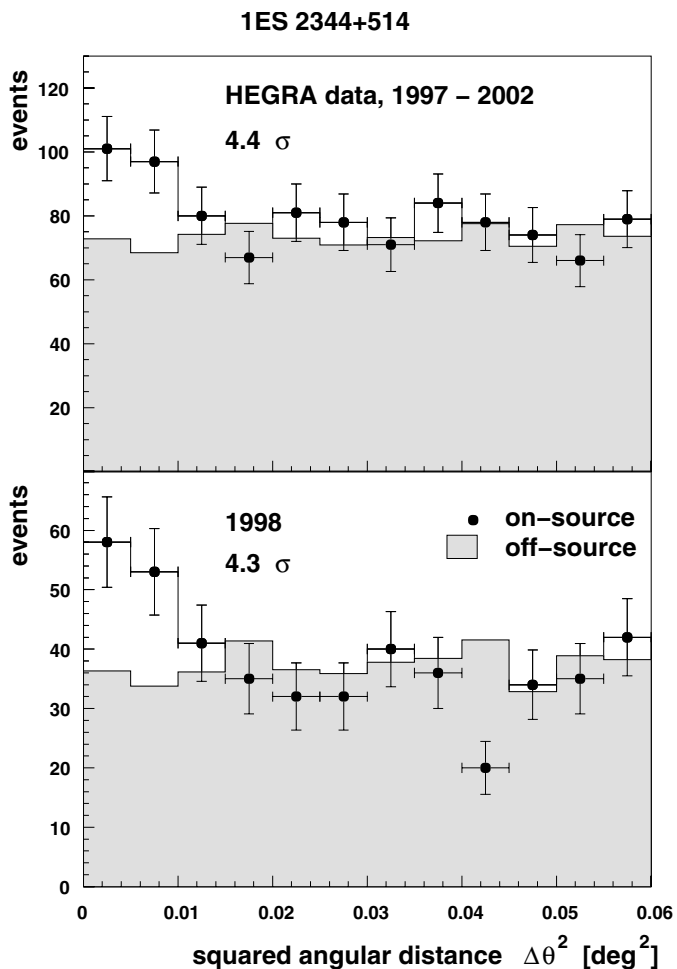 1ES 2344+514
events
120
100
80
60
40
20
HEGRA data, 1997 – 2002
4.4 σ
events
60
50
40
30
20
10
0
1998
4.3 σ
on–source
off–source
0 0.01 0.02 0.03 0.04 0.05 0.06
squared angular distance Δθ² [deg²]